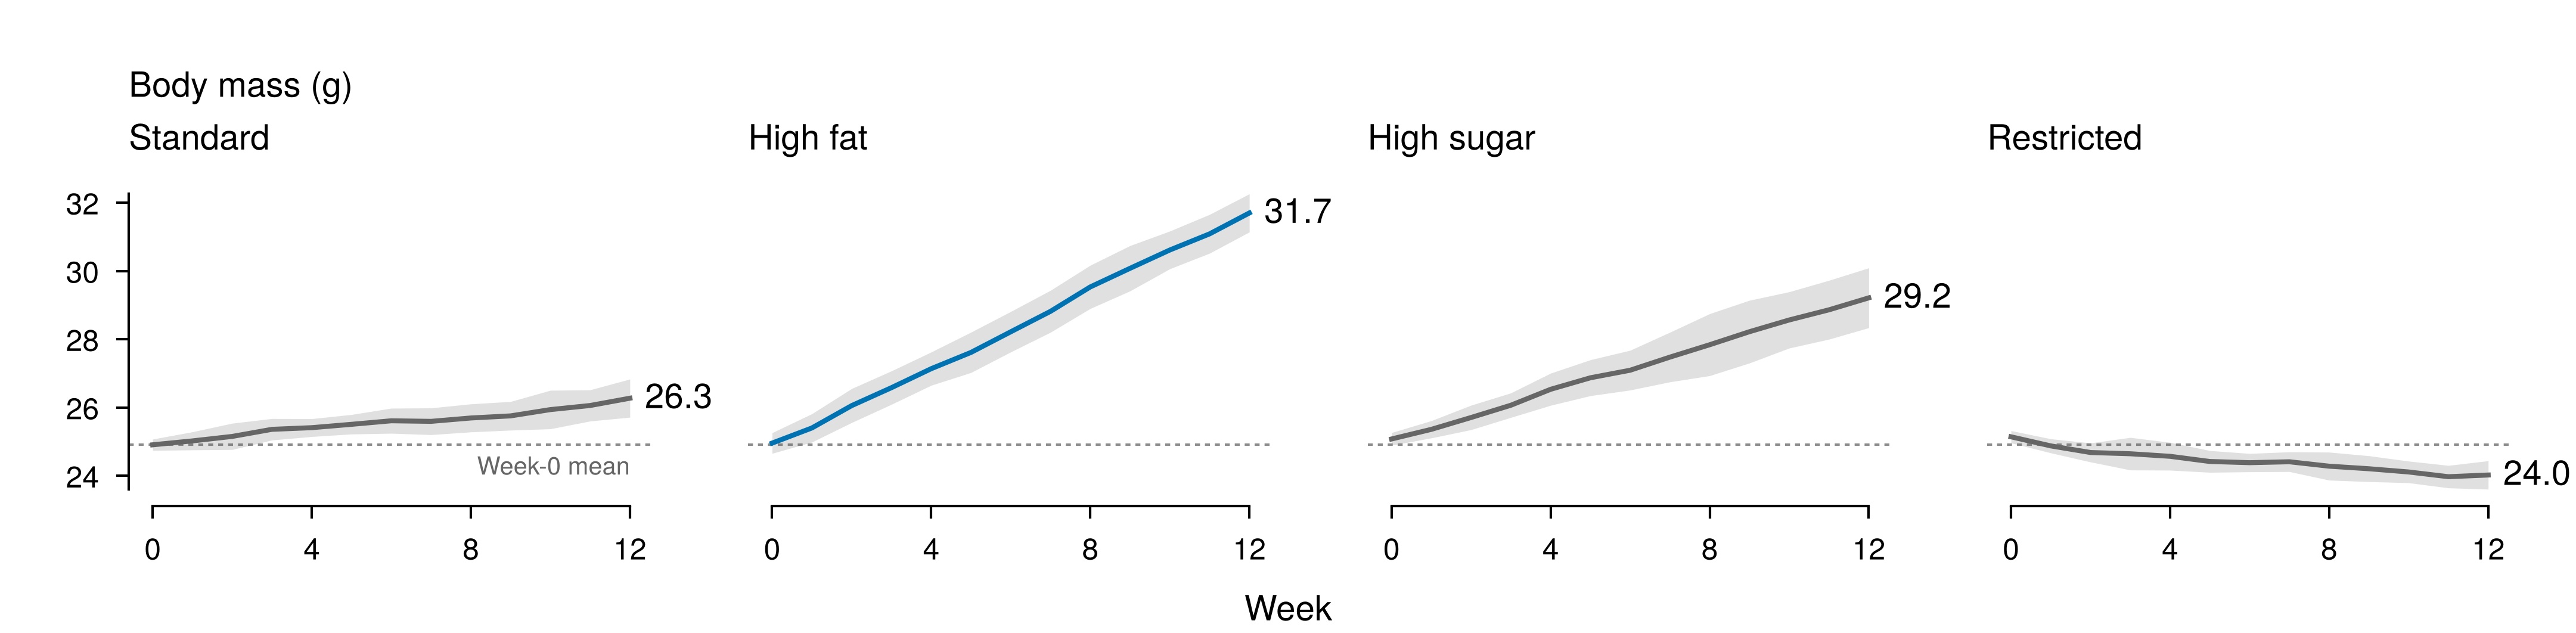 Body mass (g)
Standard High fat High sugar Restricted
32
31.7
30
29.2
28
26.3
26
Week-0 mean
24
24.0
0 4 8 12 0 4 8 12 0 4 8 12 0 4 8 12
Week